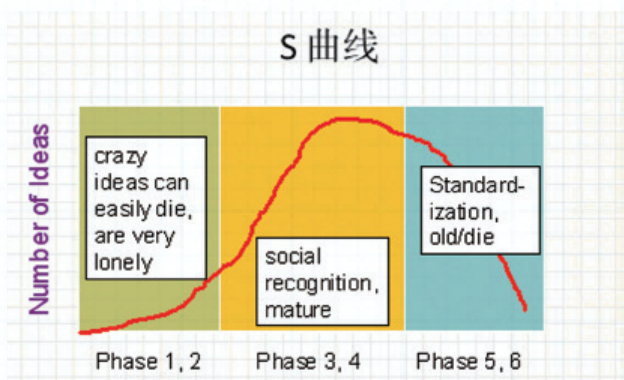 S 曲线
Number of Ideas
crazy
ideas can
easily die,
are very
lonely
social
recognition,
mature
Standard-
ization,
old/die
Phase 1, 2
Phase 3, 4
Phase 5, 6